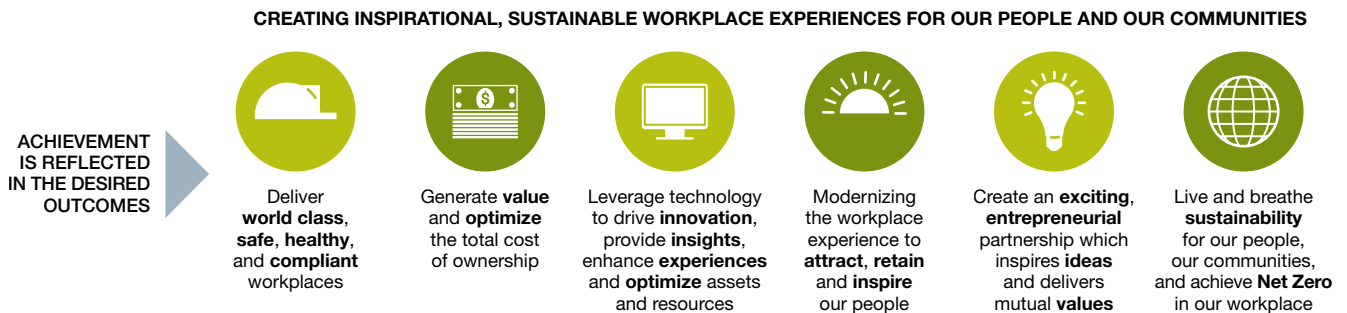 CREATING INSPIRATIONAL, SUSTAINABLE WORKPLACE EXPERIENCES FOR OUR PEOPLE AND OUR COMMUNITIES
ACHIEVEMENT
IS REFLECTED
IN THE DESIRED
OUTCOMES
$
Deliver
world class,
safe, healthy,
and compliant
workplaces
Generate value
and optimize
the total cost
of ownership
Leverage technology
to drive innovation,
provide insights,
enhance experiences
and optimize assets
and resources
Modernizing
the workplace
experience to
attract, retain
and inspire
our people
Create an exciting,
entrepreneurial
partnership which
inspires ideas
and delivers
mutual values
Live and breathe
sustainability
for our people,
our communities,
and achieve Net Zero
in our workplace